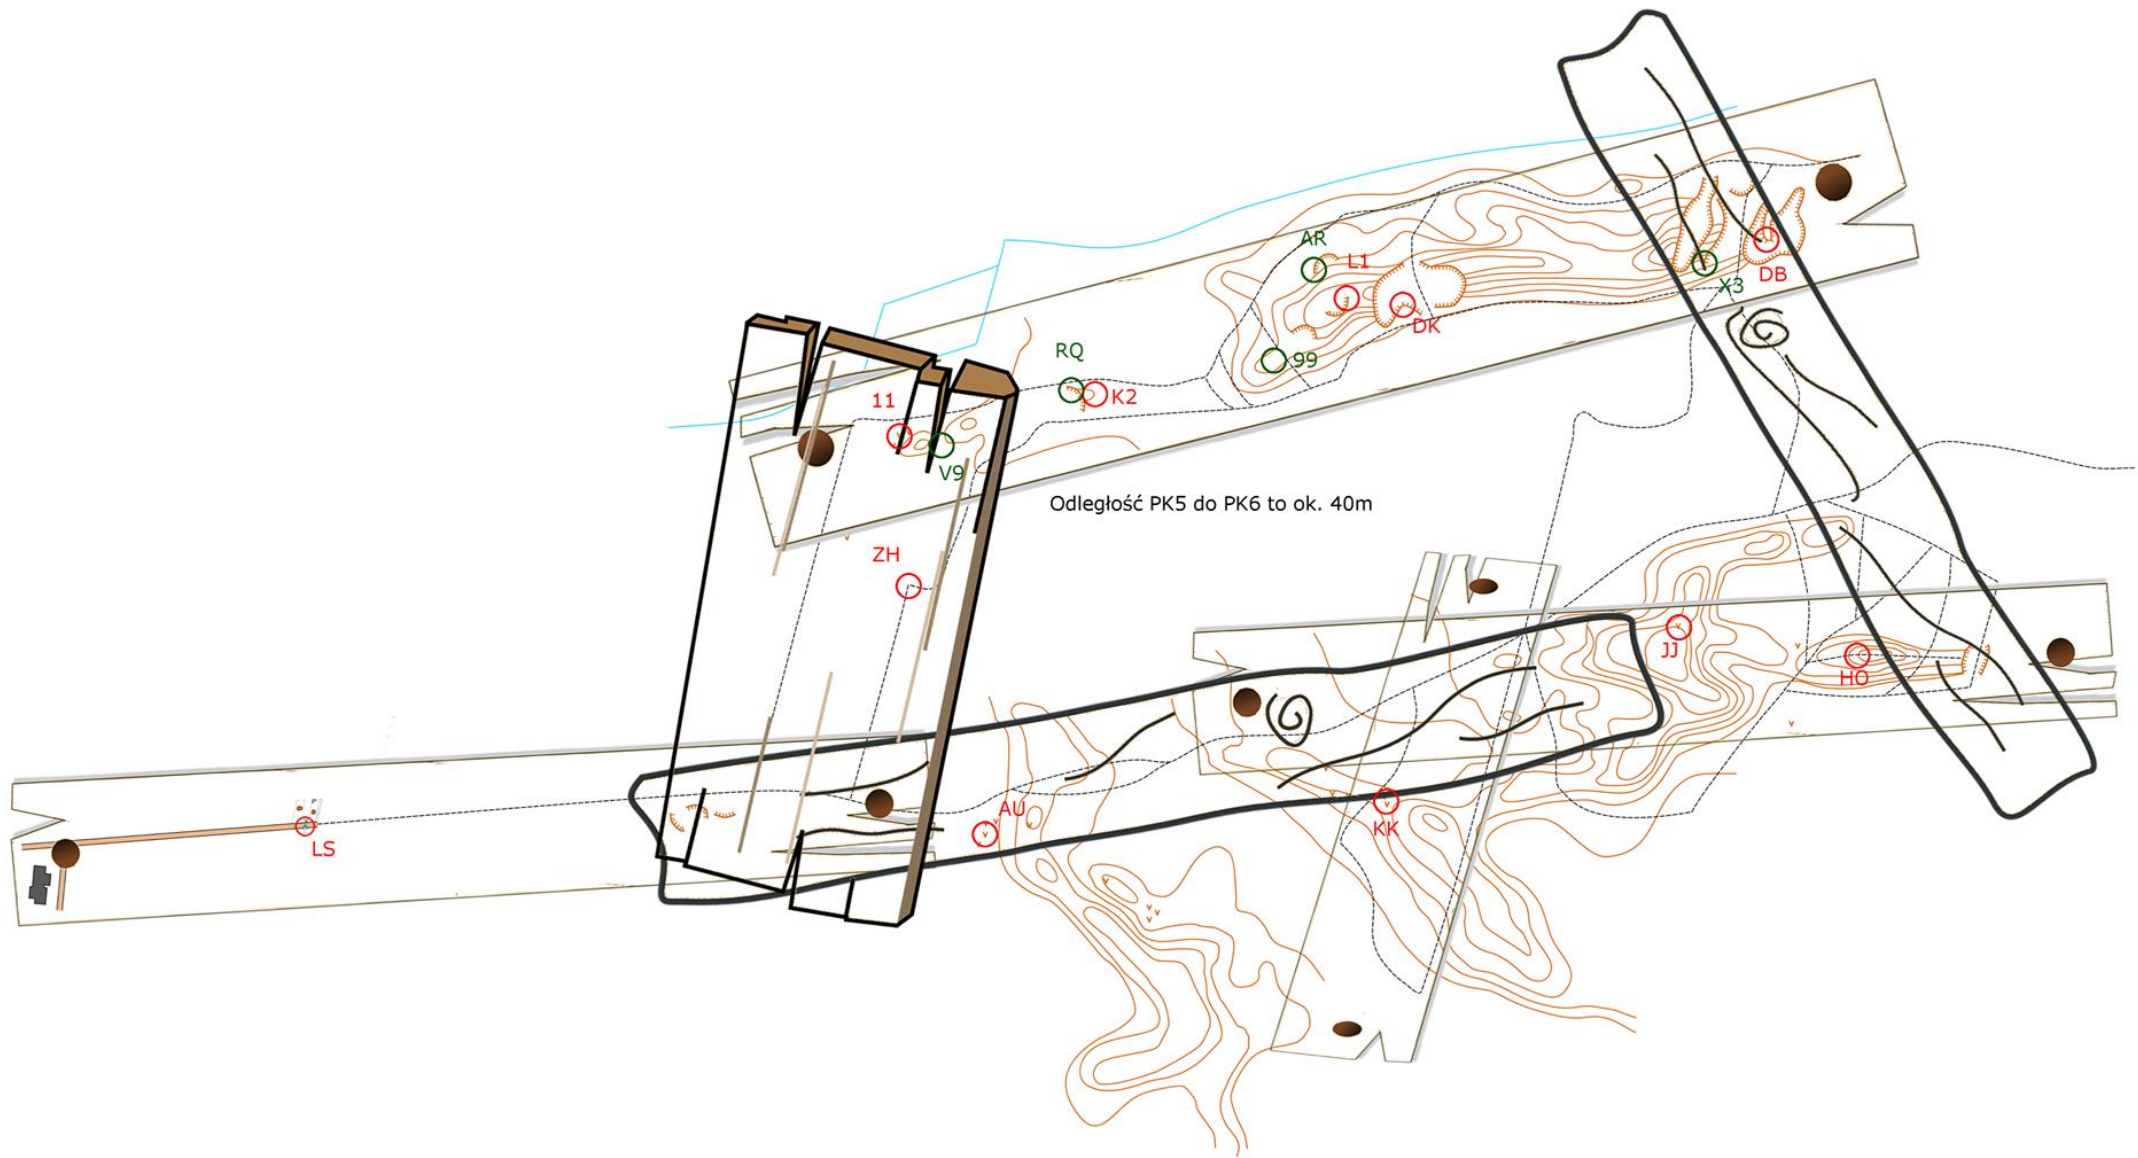 AR
L1
X3
DB
DK
RQ
99
K2
11
V9
Odległość PK5 do PK6 to ok. 40m
ZH
JJ
HO
AU
KK
LS